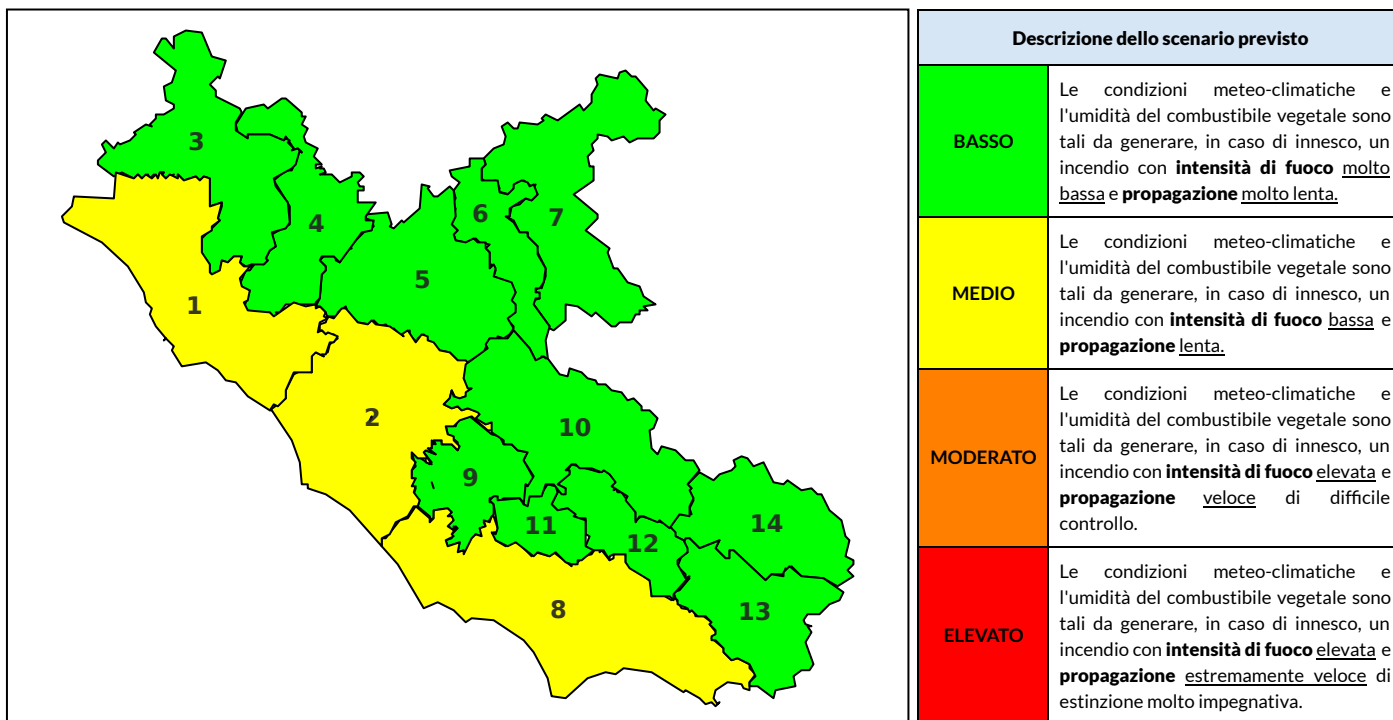 3
4
6
7
5
1
2
10
9
11
12
14
8
13
Descrizione dello scenario previsto
BASSO
Le condizioni meteo-climatiche e
l'umidità del combustibile vegetale sono
tali da generare, in caso di innesco, un
incendio con intensità di fuoco molto
bassa e propagazione molto lenta.
MEDIO
Le condizioni meteo-climatiche e
l'umidità del combustibile vegetale sono
tali da generare, in caso di innesco, un
incendio con intensità di fuoco bassa e
propagazione lenta.
MODERATO
Le condizioni meteo-climatiche e
l'umidità del combustibile vegetale sono
tali da generare, in caso di innesco, un
incendio con intensità di fuoco elevata e
propagazione veloce di difficile
controllo.
ELEVATO
Le condizioni meteo-climatiche e
l'umidità del combustibile vegetale sono
tali da generare, in caso di innesco, un
incendio con intensità di fuoco elevata e
propagazione estremamente veloce di
estinzione molto impegnativa.